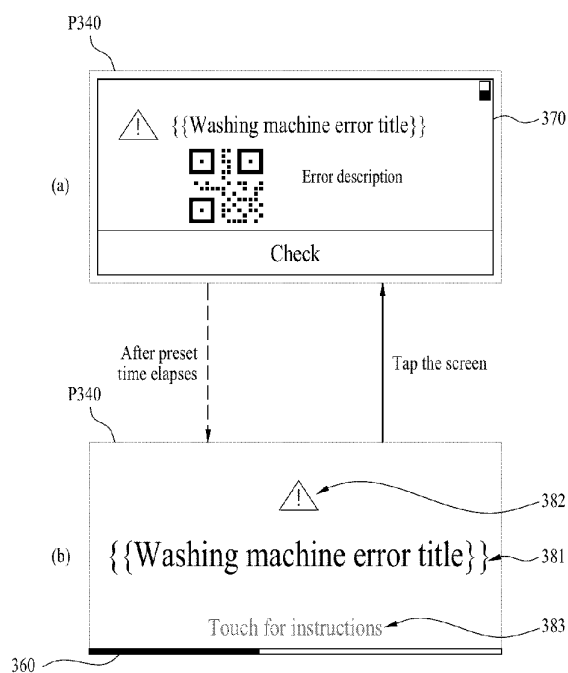 P340
370
{{Washing machine error title}}
(a)
Error description
Check
After preset
time elapses
Tap the screen
P340
382
(b)
{{Washing machine error title}}
381
Touch for instructions
383
360